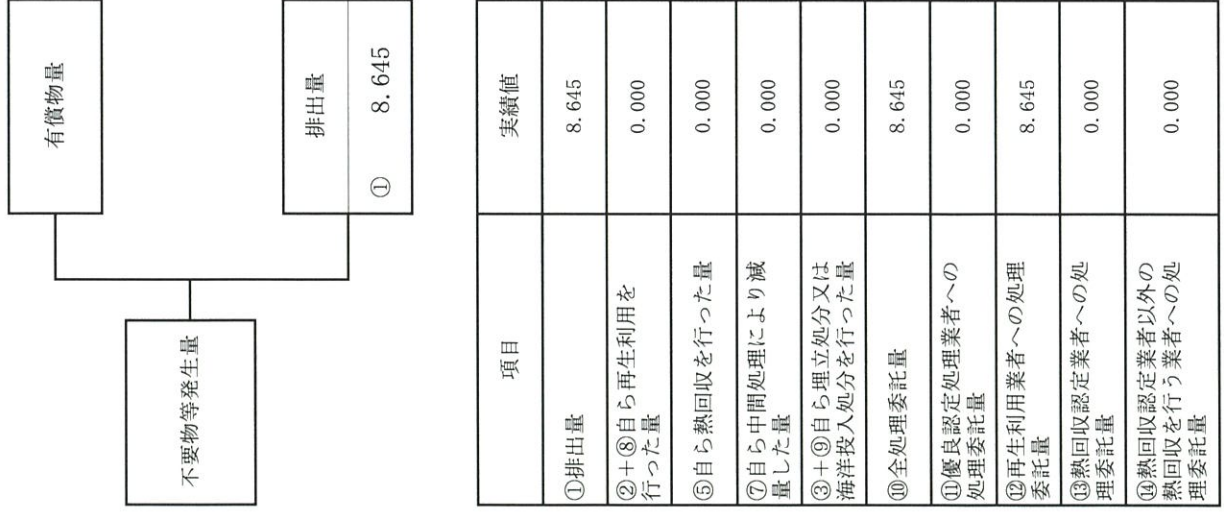 不要物等発生量
有償物量
排出量
① 8.645
項目 実績値
①排出量 8.645
②+⑧自ら再生利用を
行った量 0.000
⑤自ら熱回収を行った量 0.000
⑦自ら中間処理により減
量した量 0.000
③+⑨自ら埋立処分又は
海洋投入処分を行った量 0.000
⑩全処理委託量 8.645
⑪優良認定処理業者への
処理委託量 0.000
⑫再生利用業者への処理
委託量 8.645
⑬熱回収認定業者への処
理委託量 0.000
⑭熱回収認定業者以外の
熱回収を行う業者への処
理委託量 0.000